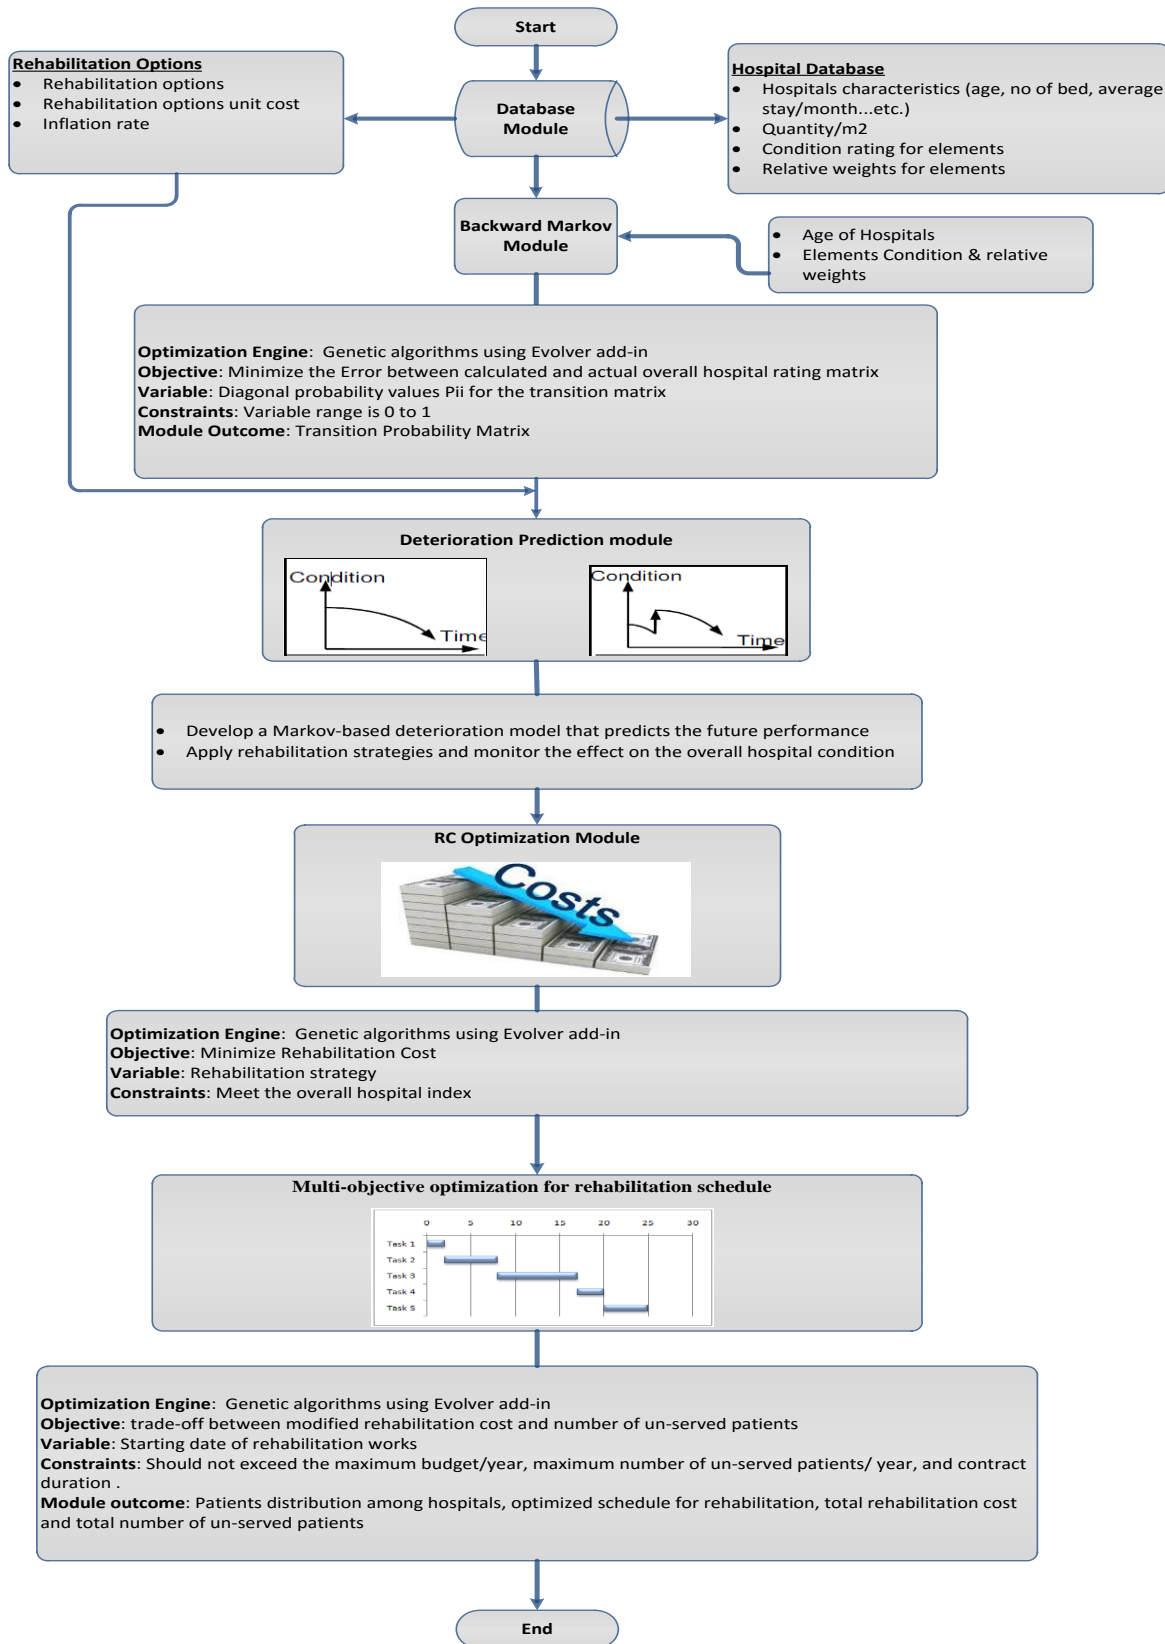 Start
Rehabilitation Options
• Rehabilitation options
• Rehabilitation options unit cost
• Inflation rate
Database
Module
Hospital Database
• Hospitals characteristics (age, no of bed, average
stay/month...etc.)
• Quantity/m2
• Condition rating for elements
• Relative weights for elements
Backward Markov
Module
• Age of Hospitals
• Elements Condition & relative
weights
Optimization Engine: Genetic algorithms using Evolver add-in
Objective: Minimize the Error between calculated and actual overall hospital rating matrix
Variable: Diagonal probability values Pii for the transition matrix
Constraints: Variable range is 0 to 1
Module Outcome: Transition Probability Matrix
Deterioration Prediction module
Condition
Time
Condition
Time
• Develop a Markov-based deterioration model that predicts the future performance
• Apply rehabilitation strategies and monitor the effect on the overall hospital condition
RC Optimization Module
Costs
Optimization Engine: Genetic algorithms using Evolver add-in
Objective: Minimize Rehabilitation Cost
Variable: Rehabilitation strategy
Constraints: Meet the overall hospital index
Multi-objective optimization for rehabilitation schedule
0 5 10 15 20 25 30
Task 1
Task 2
Task 3
Task 4
Task 5
Optimization Engine: Genetic algorithms using Evolver add-in
Objective: trade-off between modified rehabilitation cost and number of un-served patients
Variable: Starting date of rehabilitation works
Constraints: Should not exceed the maximum budget/year, maximum number of un-served patients/ year, and contract
duration .
Module outcome: Patients distribution among hospitals, optimized schedule for rehabilitation, total rehabilitation cost
and total number of un-served patients
End